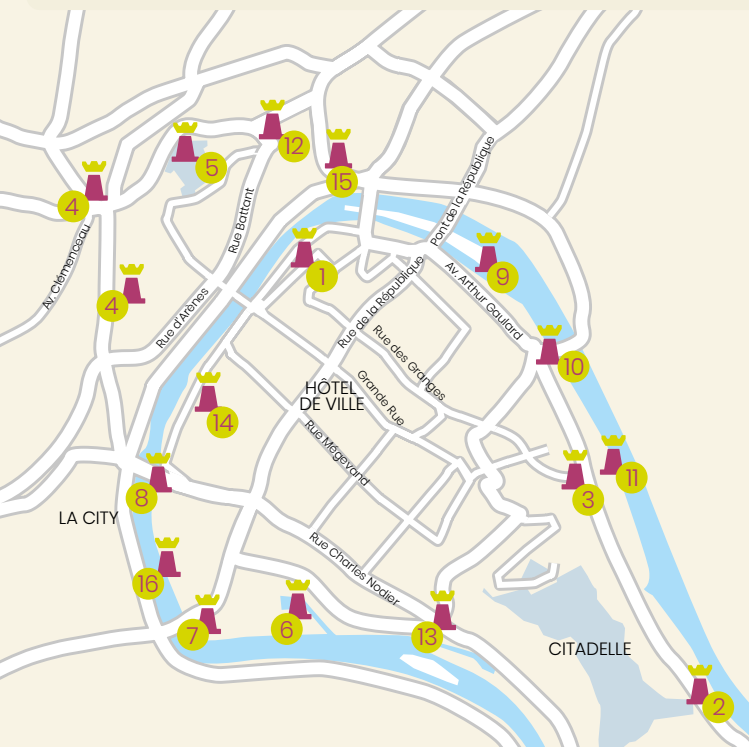 12
5
15
4
Pont de la République
Rue Battant
Av. Clémenceau
1
9
4
Rue d'Arènes
Rue de la République
Av. Arthur Gaulard
Rue des Granges
10
HÔTEL
DE VILLE
Grande Rue
14
Rue Mégevand
11
8
3
LA CITY
16
Rue Charles Nodier
7
6
13
CITADELLE
2